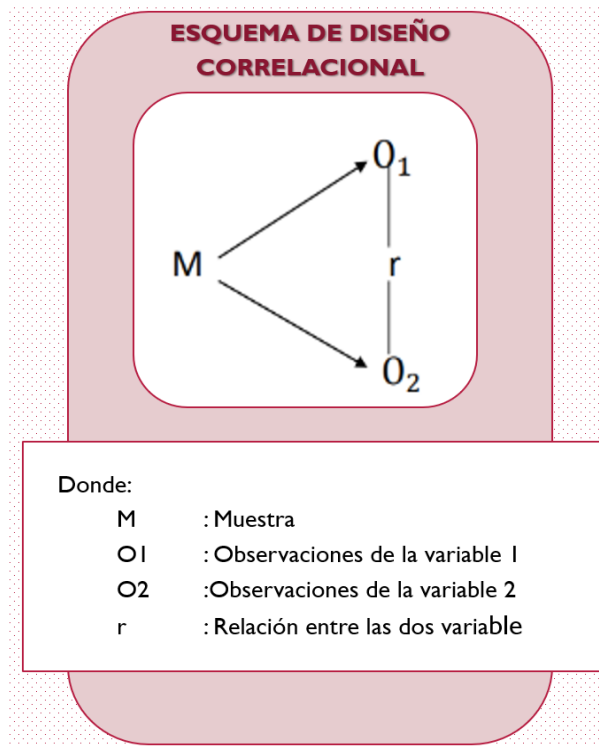 ESQUEMA DE DISEÑO
CORRELACIONAL
O₁
M
r
O₂
Donde:
M : Muestra
O1 : Observaciones de la variable 1
O2 :Observaciones de la variable 2
r : Relación entre las dos variable